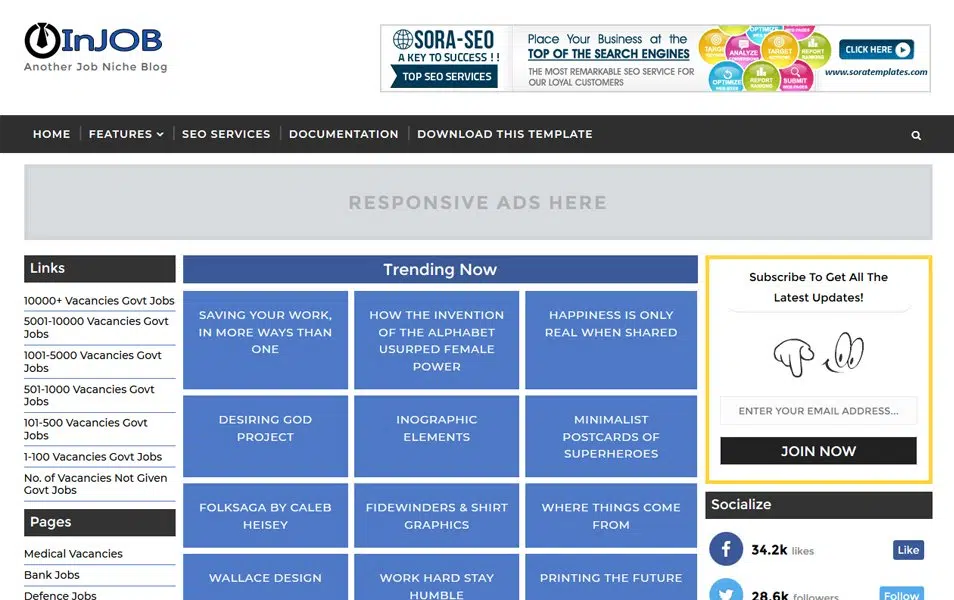 InJOB
Another Job Niche Blog
SORA-SEO
A KEY TO SUCCESS ! !
TOP SEO SERVICES
Place Your Business at the
TOP OF THE SEARCH ENGINES
THE MOST REMARKABLE SEO SERVICE FOR
OUR LOYAL CUSTOMERS
CLICK HERE
www.soratemplates.com
HOME
FEATURES
SEO SERVICES
DOCUMENTATION
DOWNLOAD THIS TEMPLATE
RESPONSIVE ADS HERE
Links
10000+ Vacancies Govt Jobs
5001-10000 Vacancies Govt
Jobs
1001-5000 Vacancies Govt
Jobs
501-1000 Vacancies Govt
Jobs
101-500 Vacancies Govt
Jobs
1-100 Vacancies Govt Jobs
No. of Vacancies Not Given
Govt Jobs
Pages
Medical Vacancies
Bank Jobs
Defence Jobs
Trending Now
SAVING YOUR WORK,
IN MORE WAYS THAN
ONE
HOW THE INVENTION
OF THE ALPHABET
USURPED FEMALE
POWER
HAPPINESS IS ONLY
REAL WHEN SHARED
DESIRING GOD
PROJECT
INOGRAPHIC
ELEMENTS
MINIMALIST
POSTCARDS OF
SUPERHEROES
FOLKSAGA BY CALEB
HEISEY
FIDEWINDERS & SHIRT
GRAPHICS
WHERE THINGS COME
FROM
WALLACE DESIGN
WORK HARD STAY
HUMBLE
PRINTING THE FUTURE
Subscribe To Get All The
Latest Updates!
ENTER YOUR EMAIL ADDRESS...
JOIN NOW
Socialize
34.2k likes
Like
28.6k followers
Follow